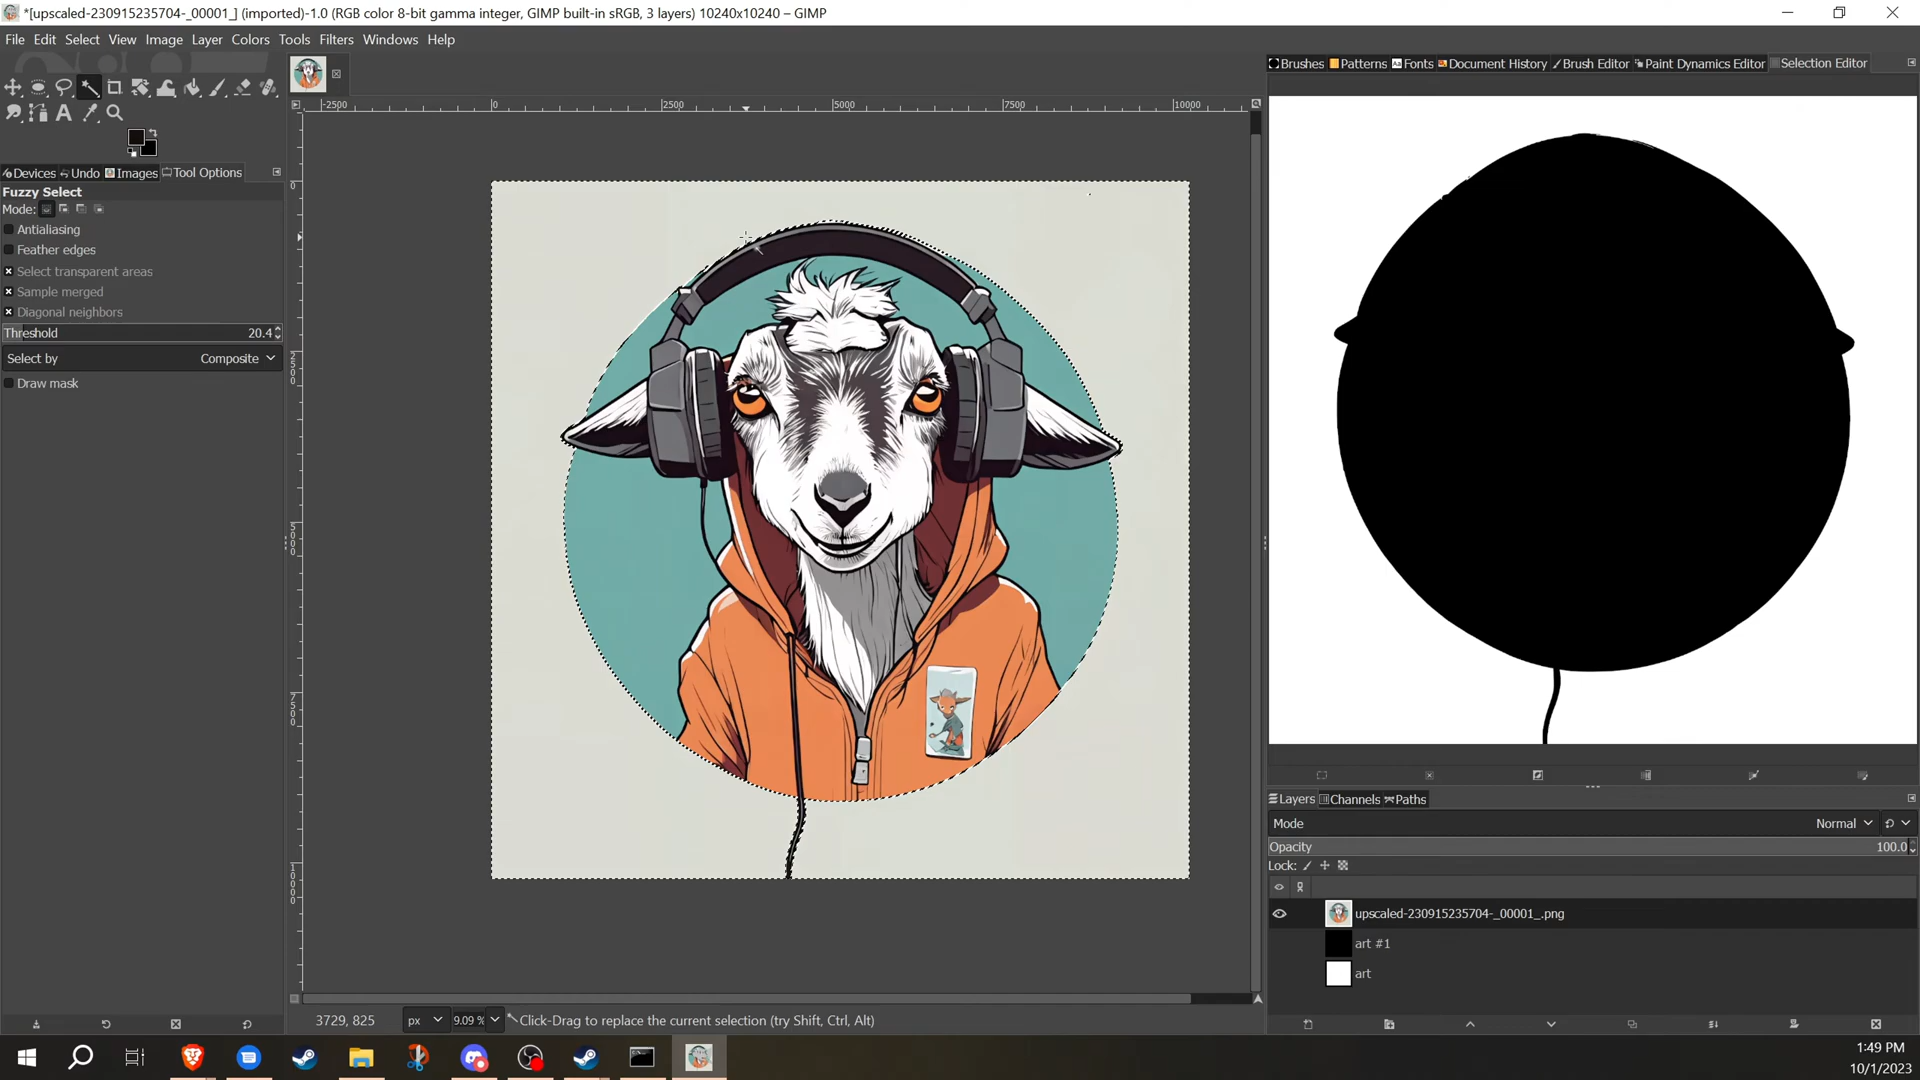 *[upscaled-230915235704-_00001_] (imported)-1.0 (RGB color 8-bit gamma integer, GIMP built-in sRGB, 3 layers) 10240x10240 – GIMP
File Edit Select View Image Layer Colors Tools Filters Windows Help
Brushes Patterns Fonts Document History Brush Editor Paint Dynamics Editor Selection Editor
-2500 0 2500 5000 7500 10000
Devices Undo Images Tool Options
Fuzzy Select
Mode:
Antialiasing
Feather edges
Select transparent areas
Sample merged
Diagonal neighbors
Threshold 20.4
Select by Composite
Draw mask
0
2500
5000
7500
10000
Layers Channels Paths
Mode Normal
Opacity 100.0
Lock:
upscaled-230915235704-_00001_.png
art #1
art
3729, 825 px 9.09 % Click-Drag to replace the current selection (try Shift, Ctrl, Alt)
1:49 PM
10/1/2023